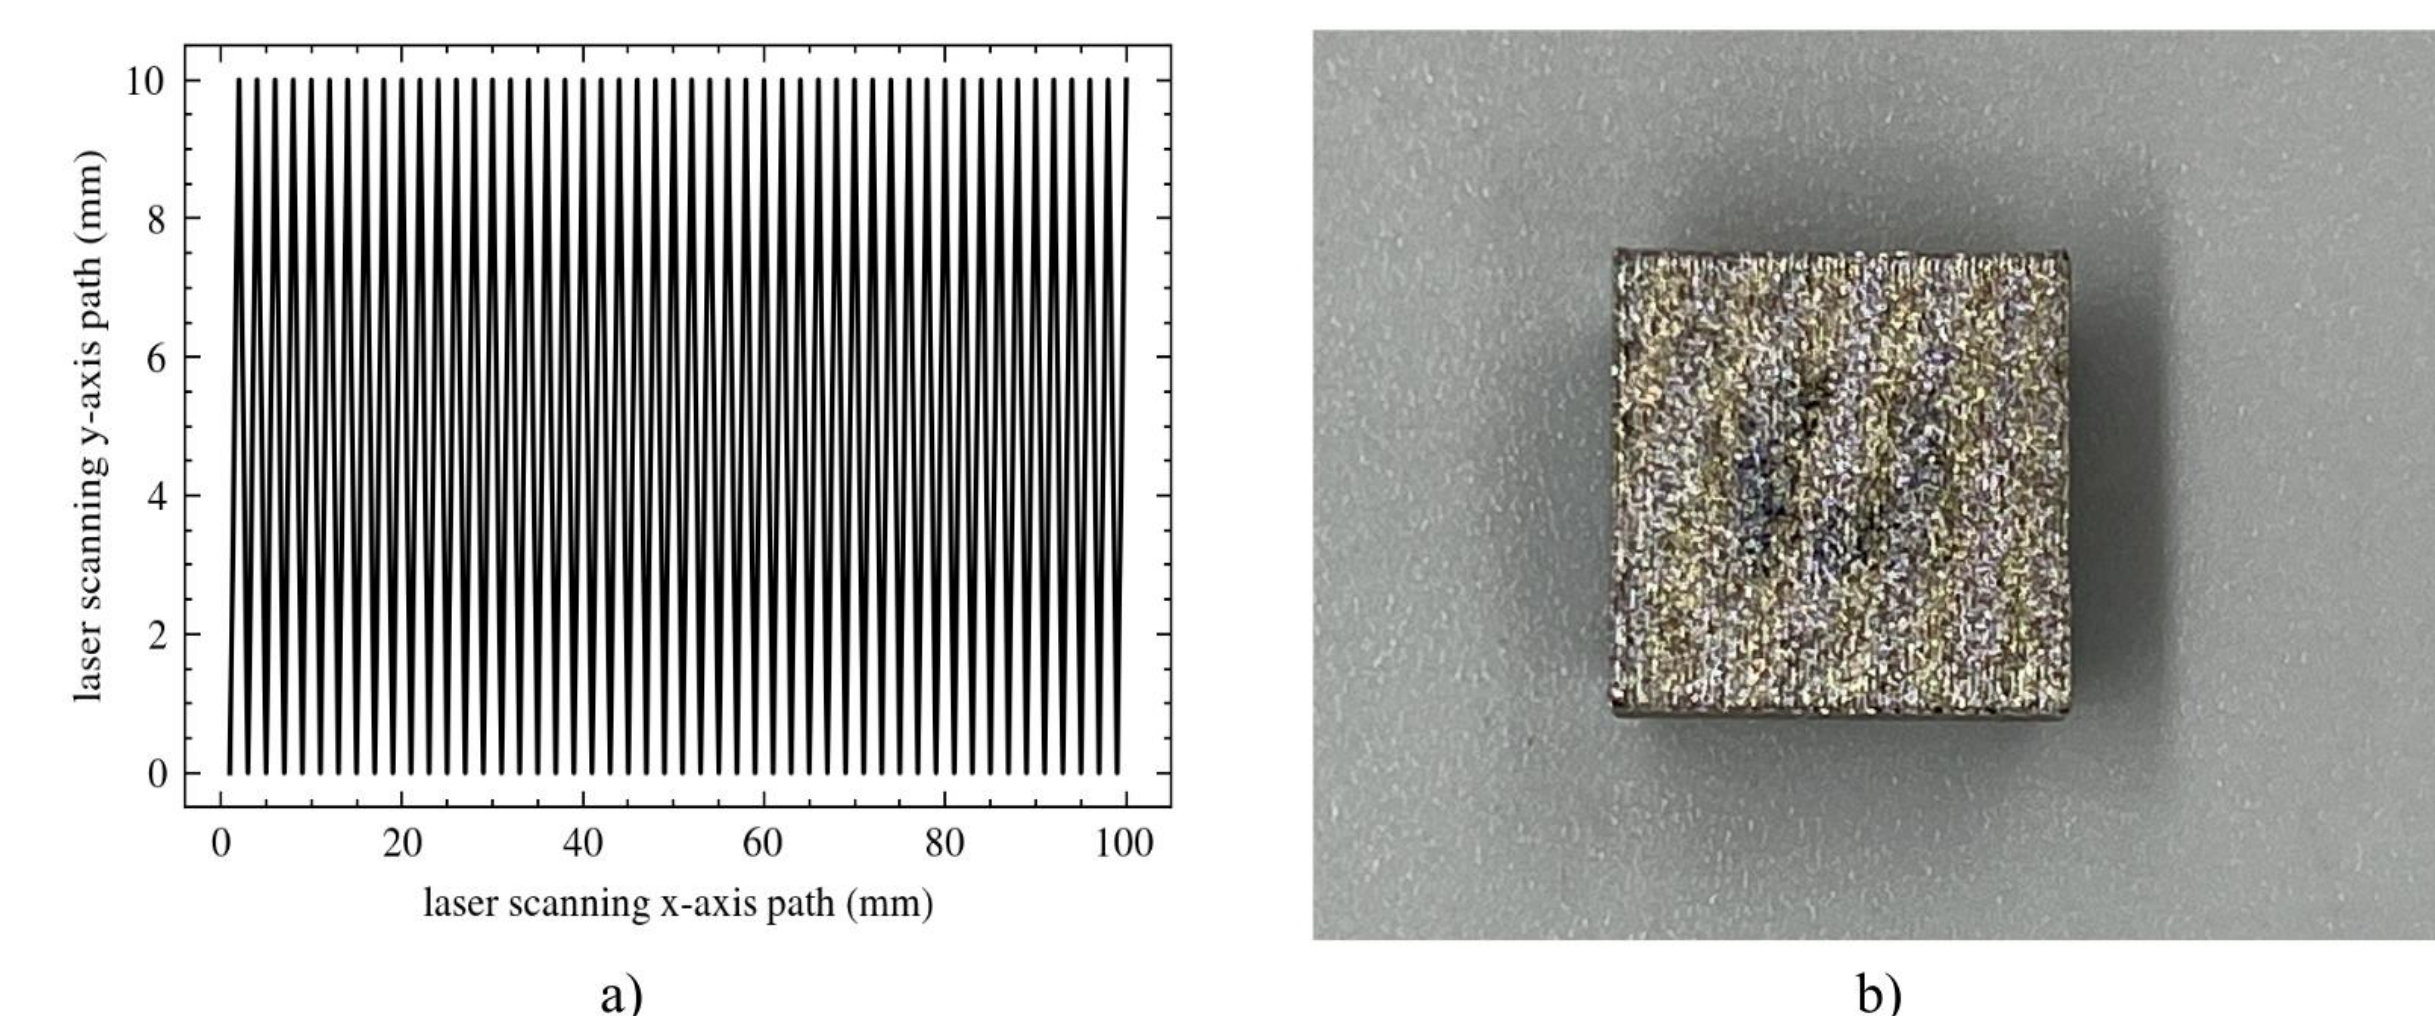 10
8
6
4
2
0
laser scanning y-axis path (mm)
0 20 40 60 80 100
laser scanning x-axis path (mm)
a)
b)